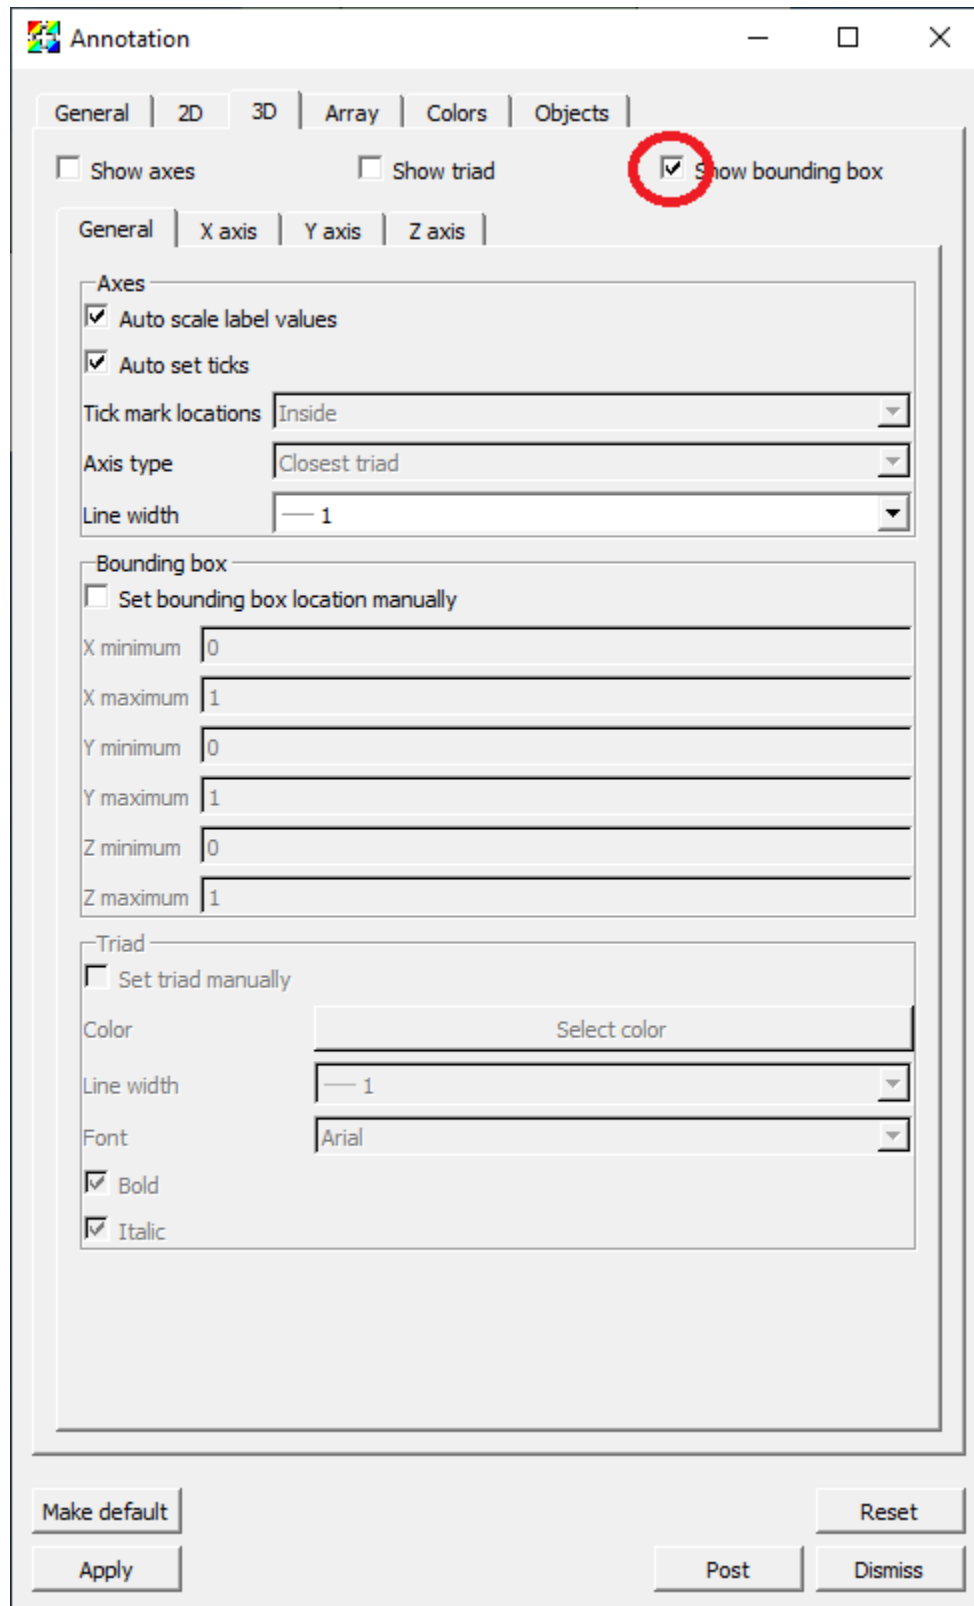 Annotation
General 2D 3D Array Colors Objects
Show axes Show triad Show bounding box
General X axis Y axis Z axis
Axes
Auto scale label values
Auto set ticks
Tick mark locations Inside
Axis type Closest triad
Line width 1
Bounding box
Set bounding box location manually
X minimum 0
X maximum 1
Y minimum 0
Y maximum 1
Z minimum 0
Z maximum 1
Triad
Set triad manually
Color Select color
Line width 1
Font Arial
Bold
Italic
Make default Reset
Apply Post Dismiss